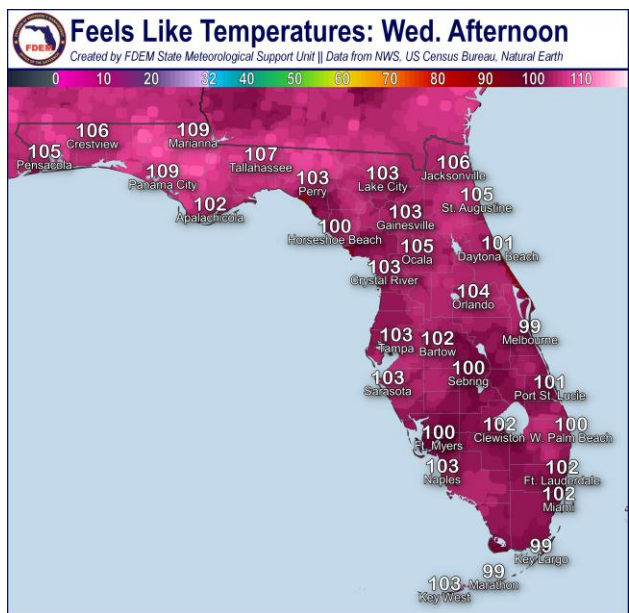 Feels Like Temperatures: Wed. Afternoon
Created by FDEM State Meteorological Support Unit || Data from NWS, US Census Bureau, Natural Earth
FDEM
0 10 20 32 40 50 60 70 80 90 100 110
106
Crestview
109
Marianna
105
Pensacola
107
Tallahassee
109
Panama City
102
Apalachicola
103
Perry
103
Lake City
106
Jacksonville
105
St. Augustine
103
Gainesville
100
Horseshoe Beach
105
Ocala
101
Daytona Beach
103
Crystal River
104
Orlando
99
Melbourne
103
Tampa
102
Bartow
100
Sebring
103
Sarasota
101
Port St. Lucie
100
Ft. Myers
102
Clewiston
100
W. Palm Beach
103
Naples
102
Ft. Lauderdale
102
Miami
99
Key Largo
99
Marathon
103
Key West